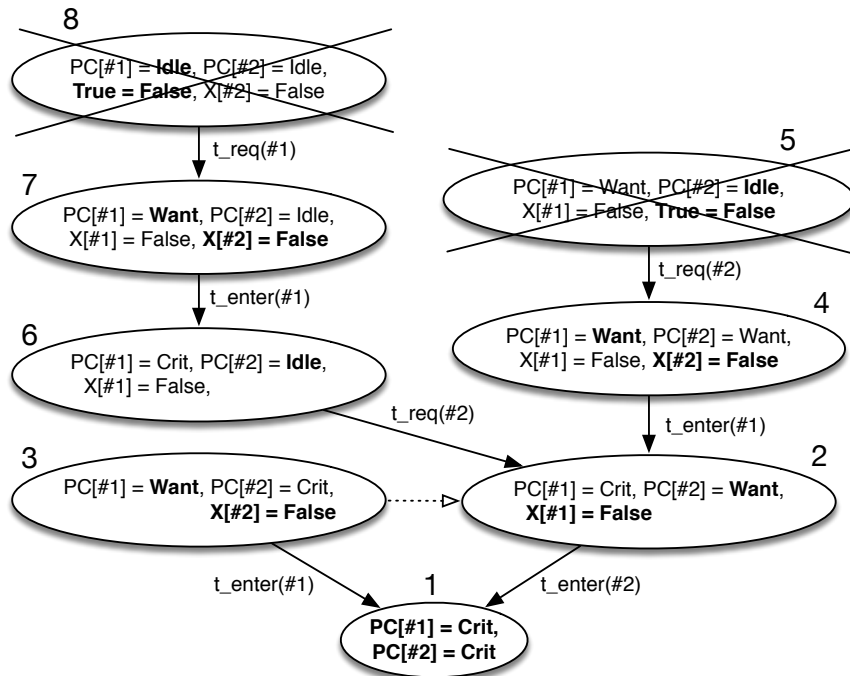 8
PC[#1] = Idle, PC[#2] = Idle,
True = False, X[#2] = False
t_req(#1)
7
PC[#1] = Want, PC[#2] = Idle,
X[#1] = False, X[#2] = False
t_enter(#1)
6
PC[#1] = Crit, PC[#2] = Idle,
X[#1] = False,
t_req(#2)
5
PC[#1] = Want, PC[#2] = Idle,
X[#1] = False, True = False
t_req(#2)
4
PC[#1] = Want, PC[#2] = Want,
X[#1] = False, X[#2] = False
t_enter(#1)
3
PC[#1] = Want, PC[#2] = Crit,
X[#2] = False
t_enter(#1)
2
PC[#1] = Crit, PC[#2] = Want,
X[#1] = False
t_enter(#2)
1
PC[#1] = Crit,
PC[#2] = Crit